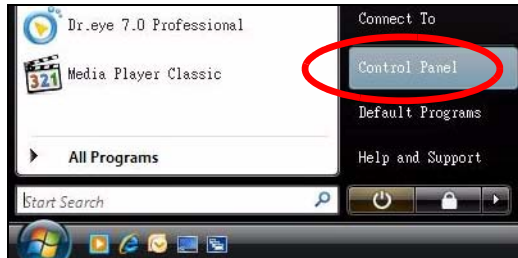 Dr.eye 7.0 Professional
321
Media Player Classic
All Programs
Start Search
Connect To
Control Panel
Default Programs
Help and Support